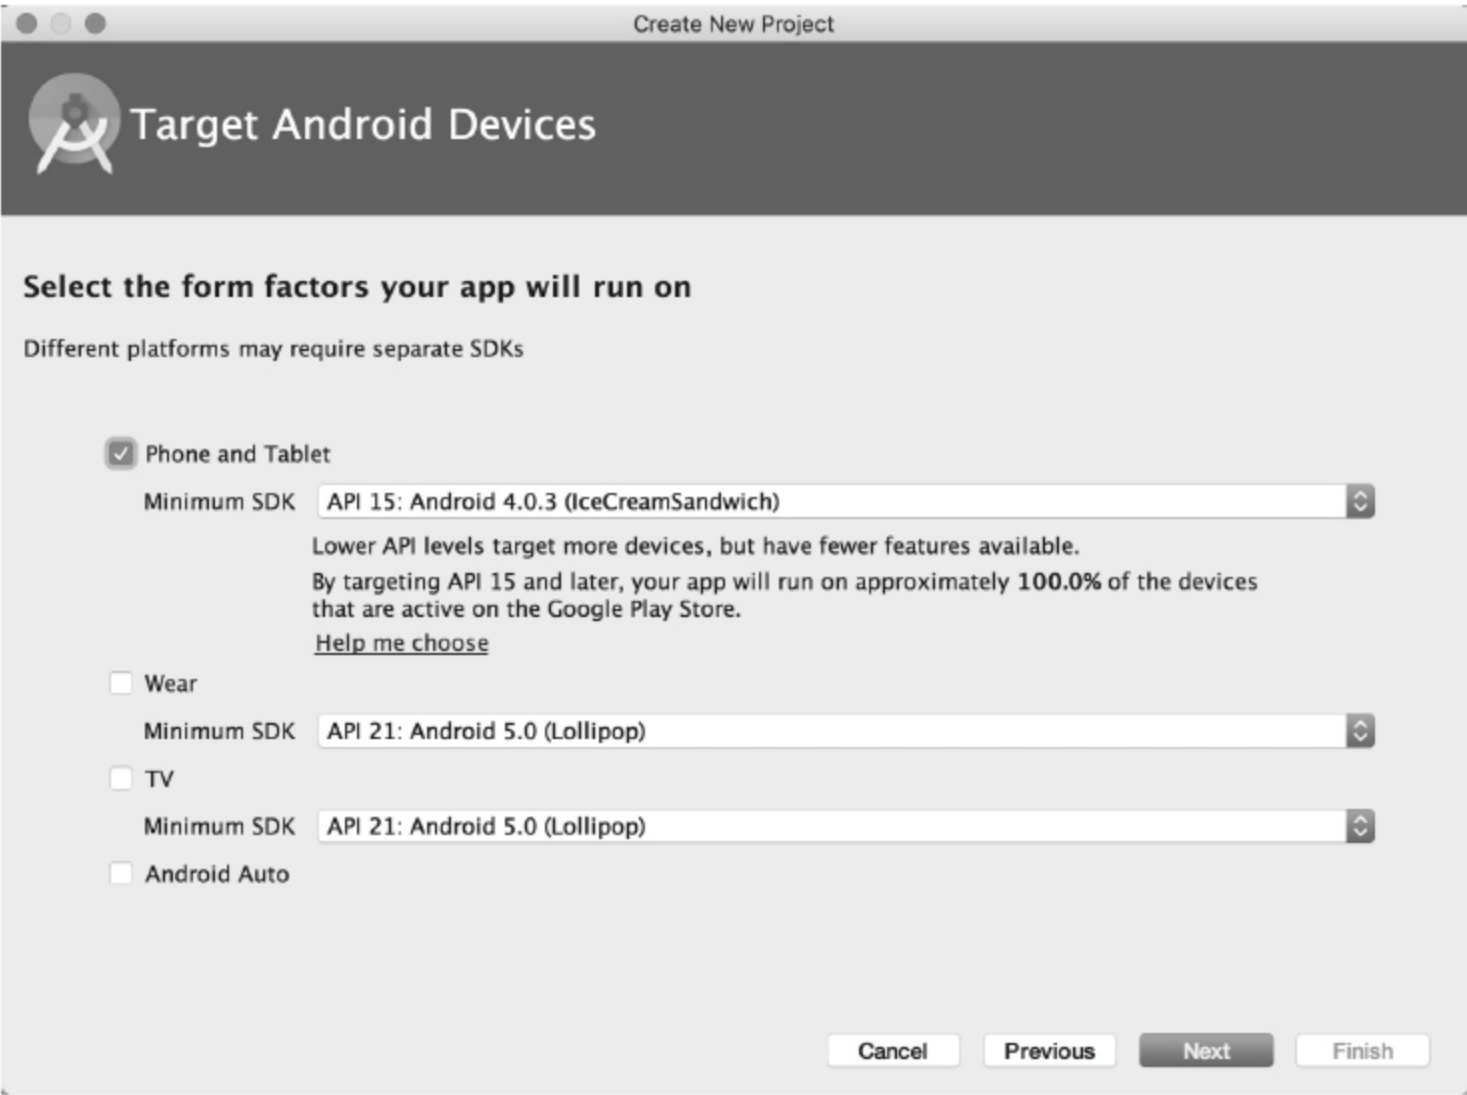 Create New Project
Target Android Devices
Select the form factors your app will run on
Different platforms may require separate SDKs
Phone and Tablet
Minimum SDK API 15: Android 4.0.3 (IceCreamSandwich)
Lower API levels target more devices, but have fewer features available.
By targeting API 15 and later, your app will run on approximately 100.0% of the devices
that are active on the Google Play Store.
Help me choose
Wear
Minimum SDK API 21: Android 5.0 (Lollipop)
TV
Minimum SDK API 21: Android 5.0 (Lollipop)
Android Auto
Cancel Previous Next Finish